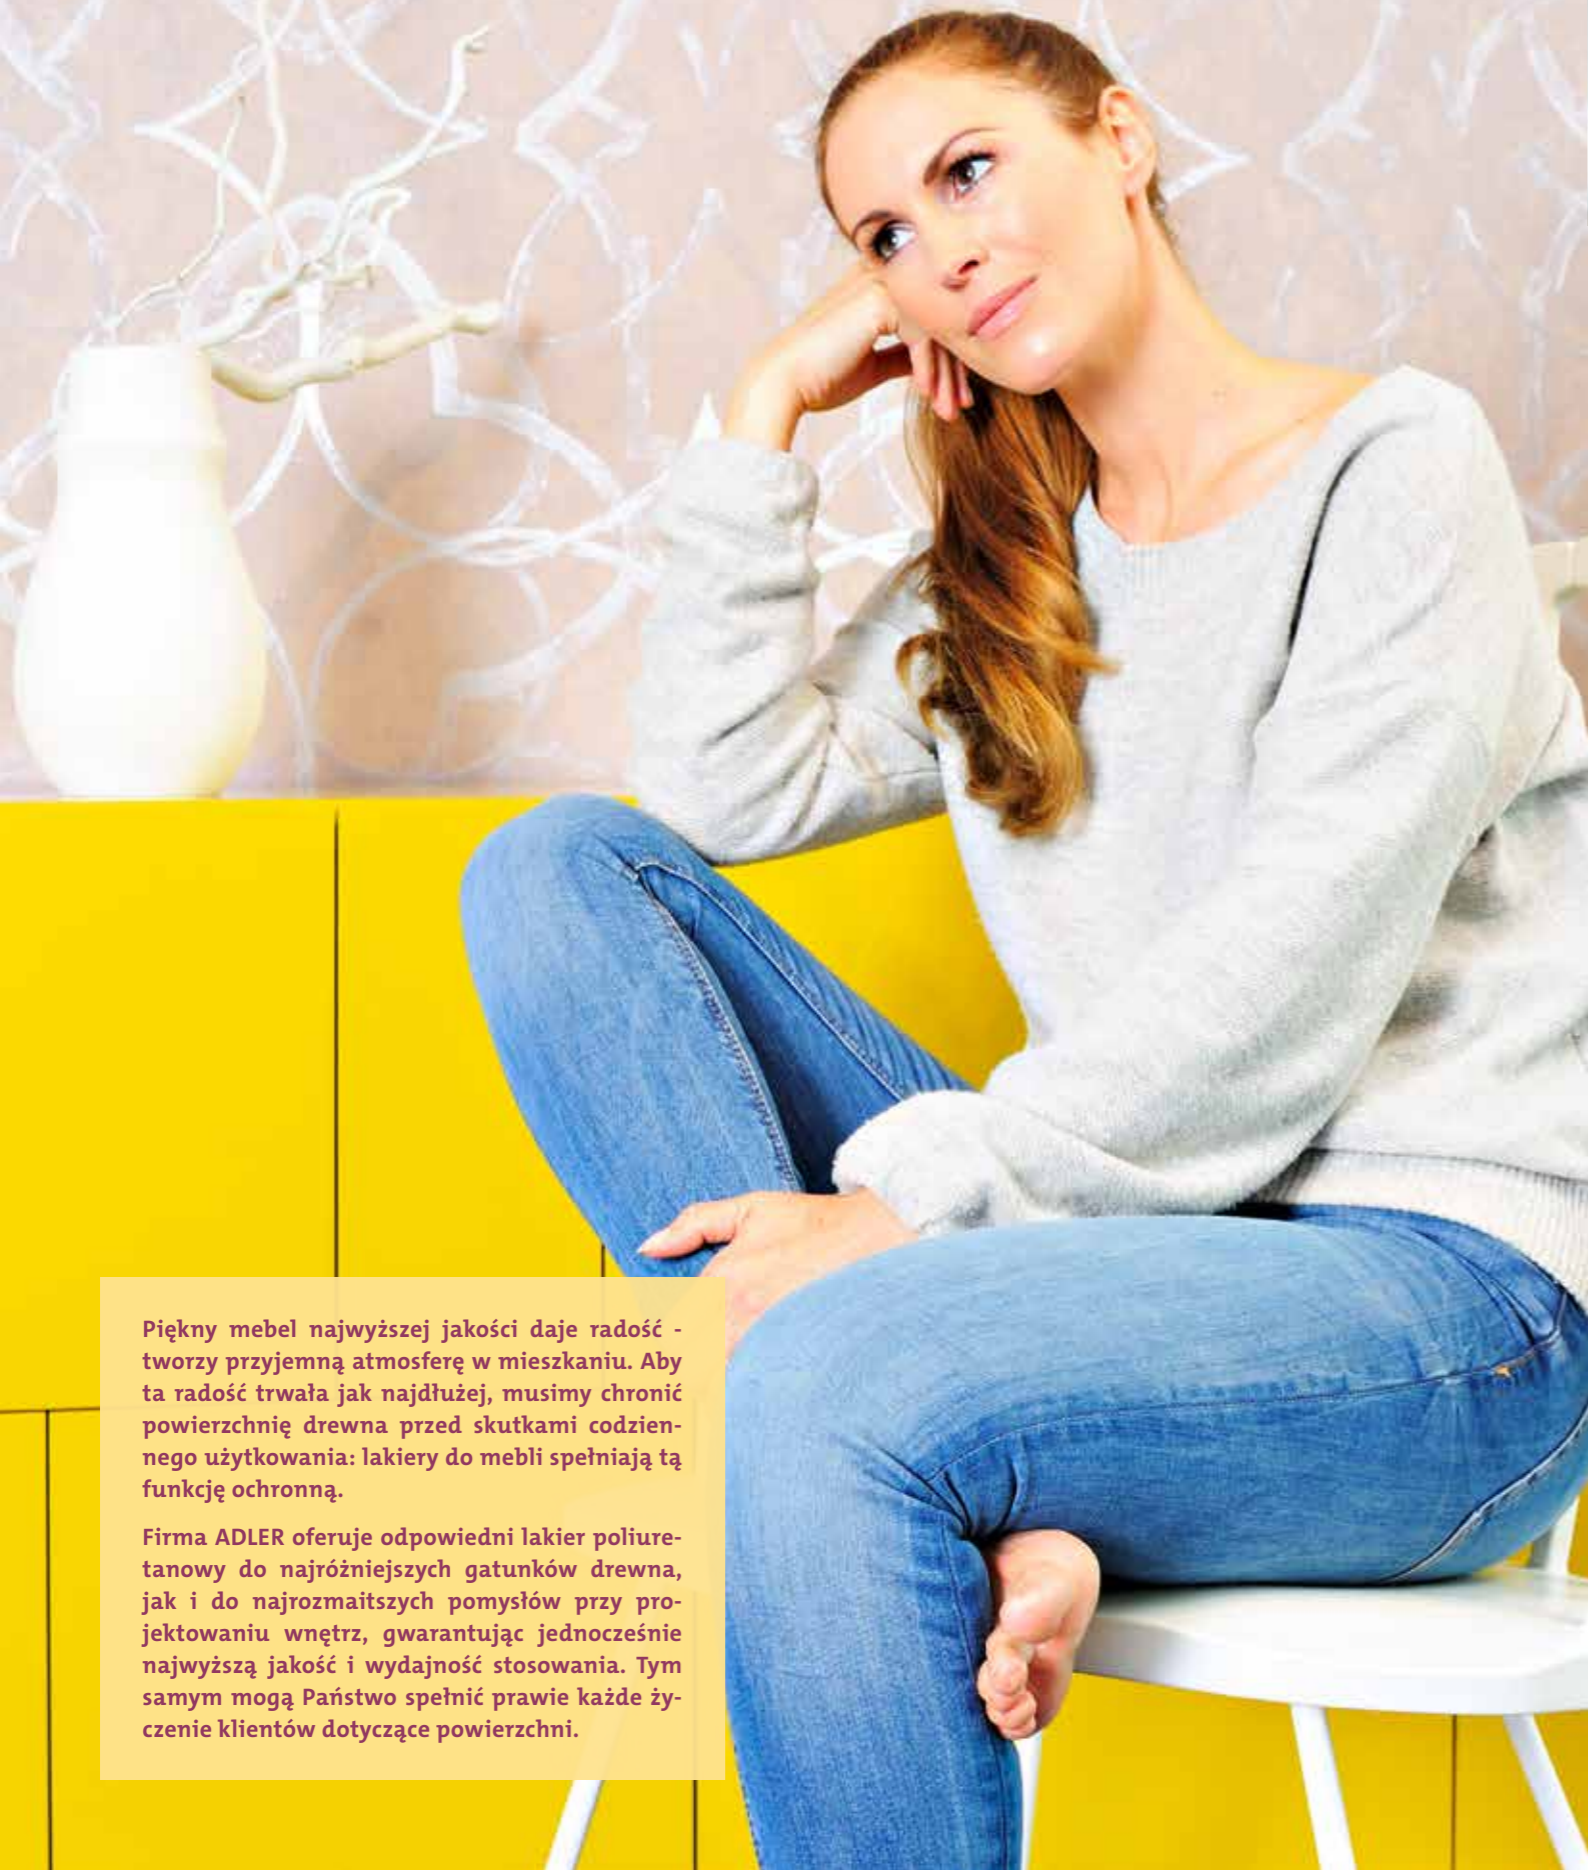 Piękny mebel najwyższej jakości daje radość -
tworzy przyjemną atmosferę w mieszkaniu. Aby
ta radość trwała jak najdłużej, musimy chronić
powierzchnię drewna przed skutkami codzien-
nego użytkowania: lakiery do mebli spełniają tą
funkcję ochronną.
Firma ADLER oferuje odpowiedni lakier poliure-
tanowy do najróżniejszych gatunków drewna,
jak i do najrozmaitszych pomysłów przy pro-
jektowaniu wnętrz, gwarantując jednocześnie
najwyższą jakość i wydajność stosowania. Tym
samym mogą Państwo spełnić prawie każde ży-
czenie klientów dotyczące powierzchni.